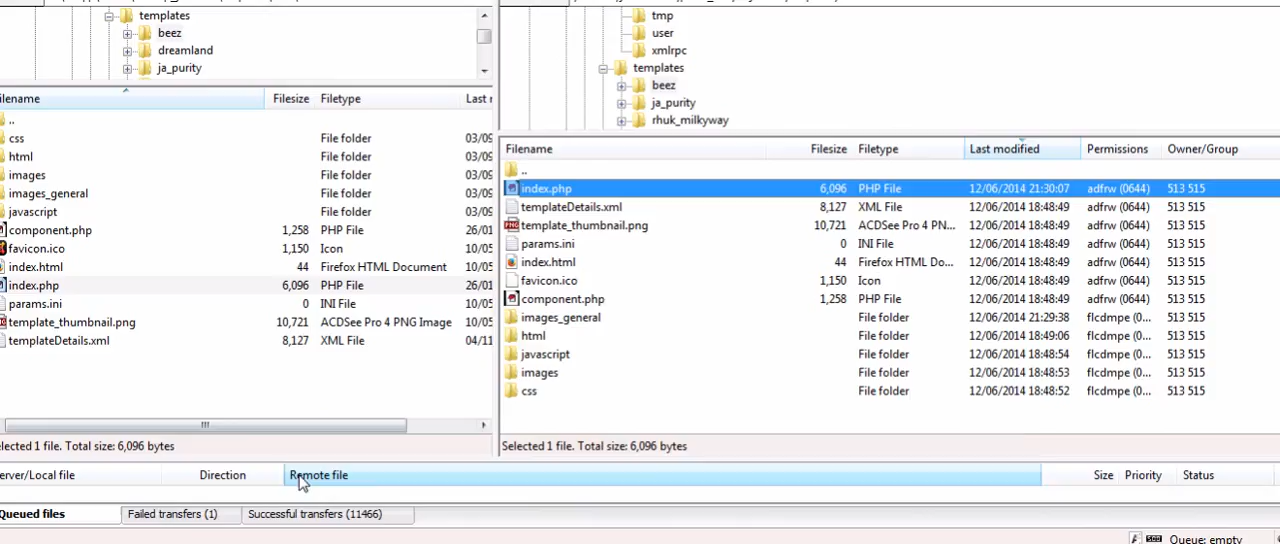 templates
beez
dreamland
ja_purity
ilename Filesize Filetype Last r
..
css File folder 03/09
html File folder 03/09
images File folder 03/09
images_general File folder 03/09
javascript File folder 03/09
component.php 1,258 PHP File 26/01
favicon.ico 1,150 Icon 10/05
index.html 44 Firefox HTML Document 10/05
index.php 6,096 PHP File 26/01
params.ini 0 INI File 10/05
template_thumbnail.png 10,721 ACDSee Pro 4 PNG Image 10/05
templateDetails.xml 8,127 XML File 04/11
elected 1 file. Total size: 6,096 bytes
tmp
user
xmlrpc
templates
beez
ja_purity
rhuk_milkyway
Filename Filesize Filetype Last modified Permissions Owner/Group
..
index.php 6,096 PHP File 12/06/2014 21:30:07 adfrw (0644) 513 515
templateDetails.xml 8,127 XML File 12/06/2014 18:48:49 adfrw (0644) 513 515
template_thumbnail.png 10,721 ACDSee Pro 4 PN... 12/06/2014 18:48:49 adfrw (0644) 513 515
params.ini 0 INI File 12/06/2014 18:48:49 adfrw (0644) 513 515
index.html 44 Firefox HTML Do... 12/06/2014 18:48:49 adfrw (0644) 513 515
favicon.ico 1,150 Icon 12/06/2014 18:48:49 adfrw (0644) 513 515
component.php 1,258 PHP File 12/06/2014 18:48:49 adfrw (0644) 513 515
images_general File folder 12/06/2014 21:29:38 flcdmpe (0... 513 515
html File folder 12/06/2014 18:49:06 flcdmpe (0... 513 515
javascript File folder 12/06/2014 18:48:54 flcdmpe (0... 513 515
images File folder 12/06/2014 18:48:53 flcdmpe (0... 513 515
css File folder 12/06/2014 18:48:52 flcdmpe (0... 513 515
Selected 1 file. Total size: 6,096 bytes
erver/Local file Direction Remote file Size Priority Status
Queued files Failed transfers (1) Successful transfers (11466)
Queue: empty